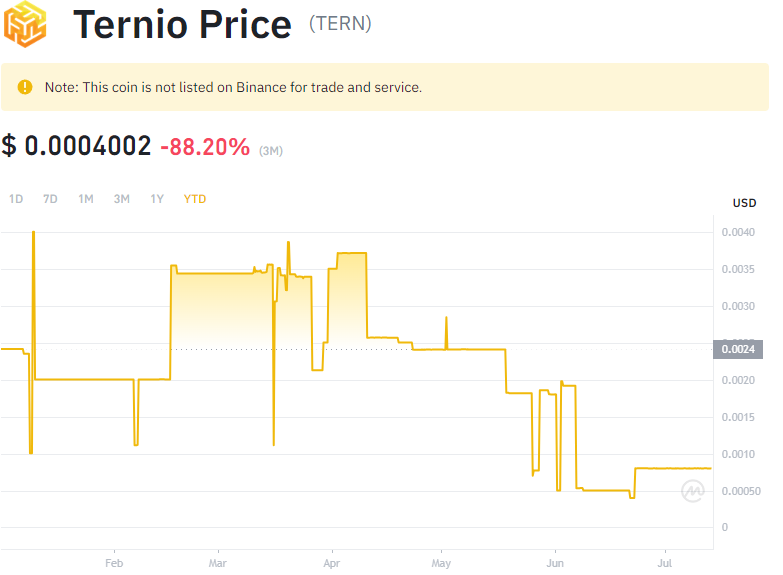 Ternio Price (TERN)
Note: This coin is not listed on Binance for trade and service.
$ 0.0004002 -88.20% (3M)
1D 7D 1M 3M 1Y YTD
USD
0.0040
0.0035
0.0030
0.0024
0.0020
0.0015
0.0010
0.00050
0
Feb Mar Apr May Jun Jul